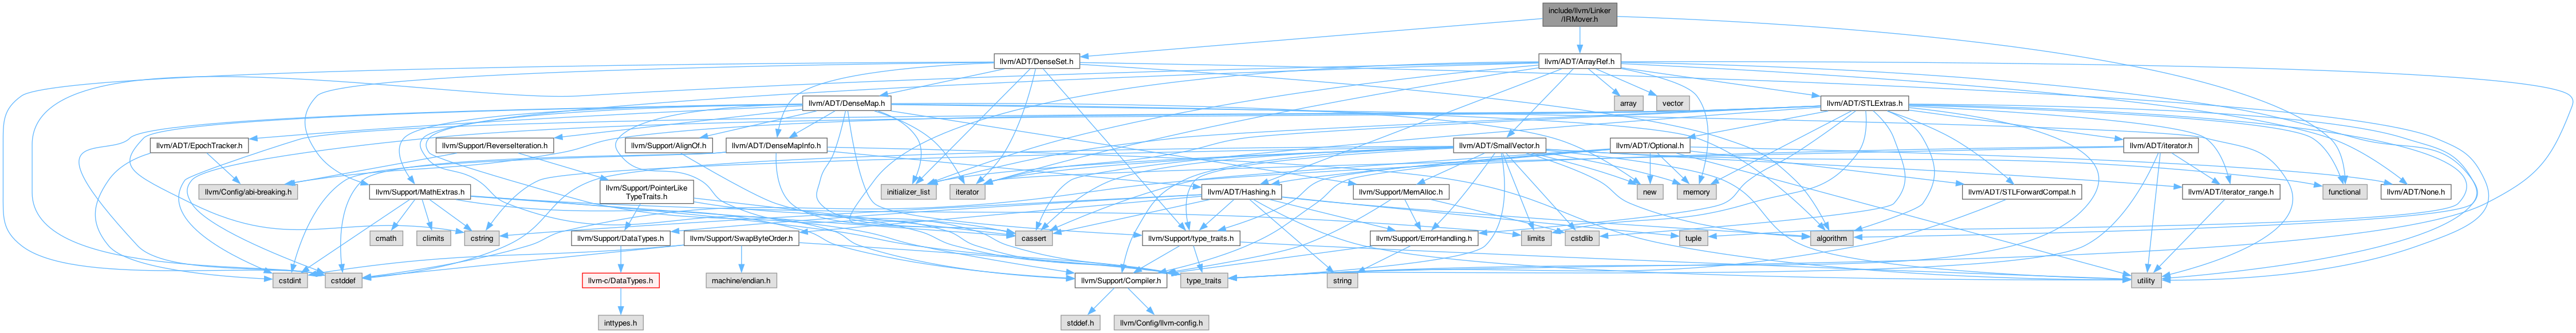 include/llvm/Linker
/IRMover.h
llvm/ADT/DenseSet.h
llvm/ADT/ArrayRef.h
llvm/ADT/DenseMap.h
array
vector
llvm/ADT/STLExtras.h
llvm/ADT/EpochTracker.h
llvm/Support/ReverseIteration.h
llvm/Support/AlignOf.h
llvm/ADT/DenseMapInfo.h
llvm/ADT/SmallVector.h
llvm/ADT/Optional.h
llvm/ADT/iterator.h
llvm/Config/abi-breaking.h
llvm/Support/MathExtras.h
llvm/Support/PointerLike
TypeTraits.h
initializer_list
iterator
llvm/ADT/Hashing.h
llvm/Support/MemAlloc.h
new
memory
llvm/ADT/STLForwardCompat.h
llvm/ADT/iterator_range.h
functional
llvm/ADT/None.h
cmath
climits
cstring
llvm/Support/DataTypes.h
llvm/Support/SwapByteOrder.h
cassert
llvm/Support/type_traits.h
llvm/Support/ErrorHandling.h
limits
cstdlib
tuple
algorithm
cstdint
cstddef
llvm-c/DataTypes.h
machine/endian.h
llvm/Support/Compiler.h
type_traits
string
utility
inttypes.h
stddef.h
llvm/Config/llvm-config.h